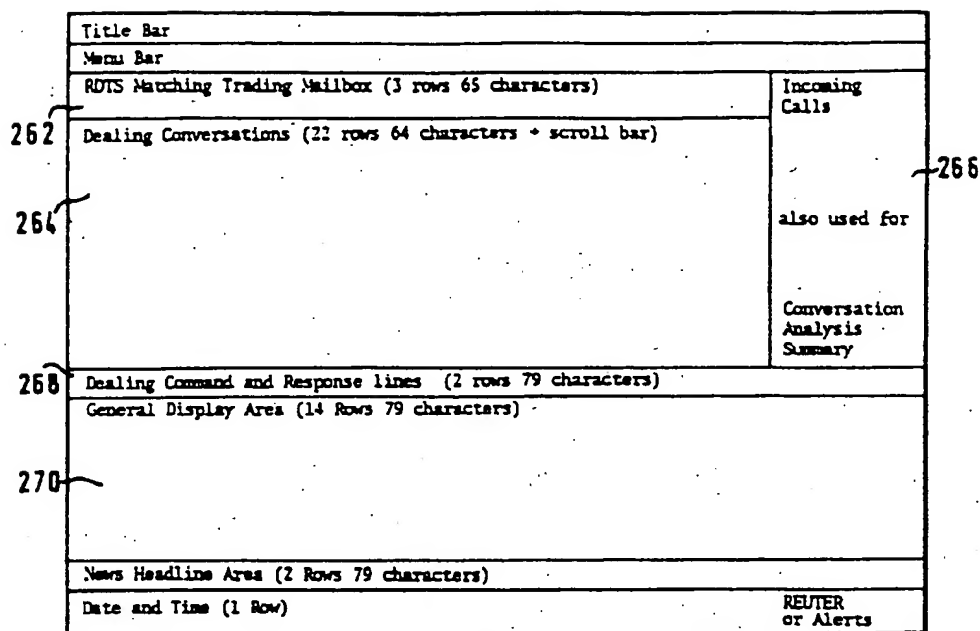 Title Bar
Menu Bar
RDTS Matching Trading Mailbox (3 rows 65 characters)
Incoming
Calls
262
Dealing Conversations (22 rows 64 characters + scroll bar)
266
264
also used for
Conversation
Analysis
Summary
268
Dealing Command and Response lines (2 rows 79 characters)
General Display Area (14 Rows 79 characters)
270
News Headline Area (2 Rows 79 characters)
Date and Time (1 Row)
REUTER
or Alerts